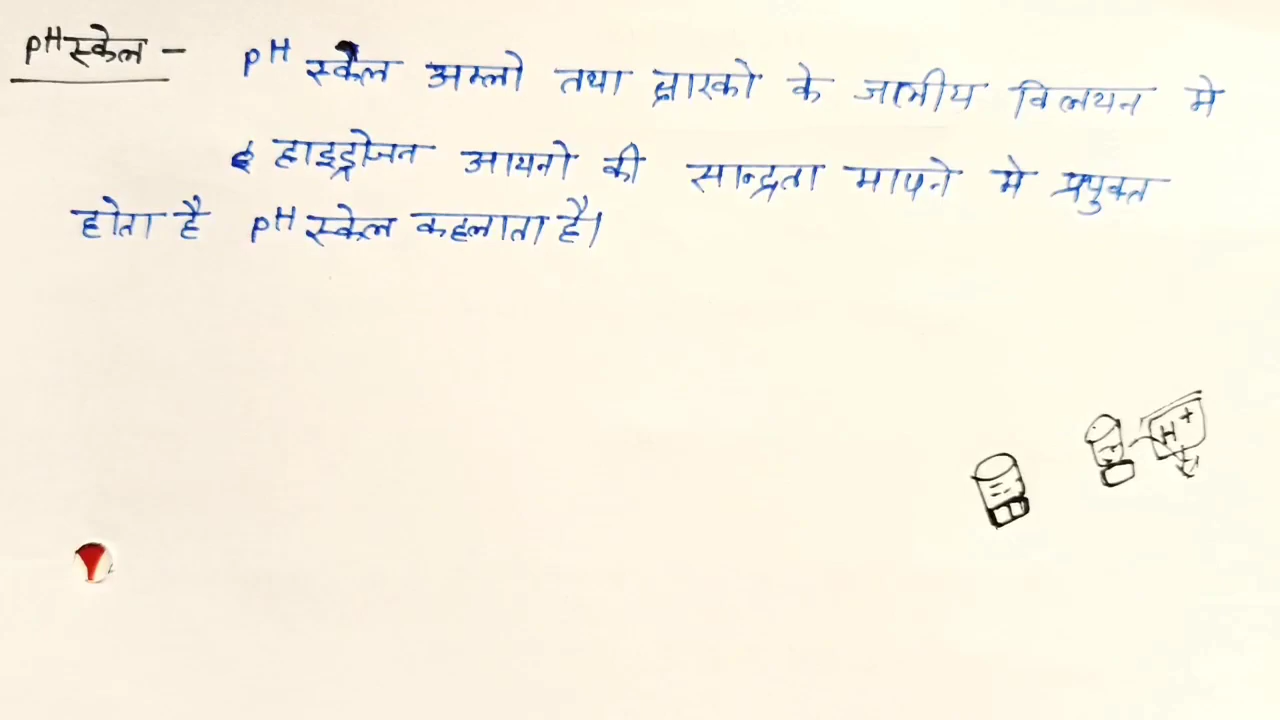 pH स्केल - pH स्केल अम्लो तथा क्षारको के जलीय विलयन मे
हाइड्रोजन आयनो की सान्द्रता मापने मे प्रयुक्त
होता है pH स्केल कहलाता है।
H+